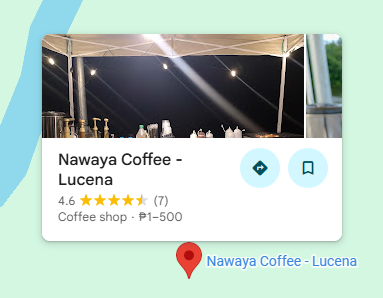 Nawaya Coffee -
Lucena
4.6 (7)
Coffee shop · ₱1–500
Nawaya Coffee - Lucena